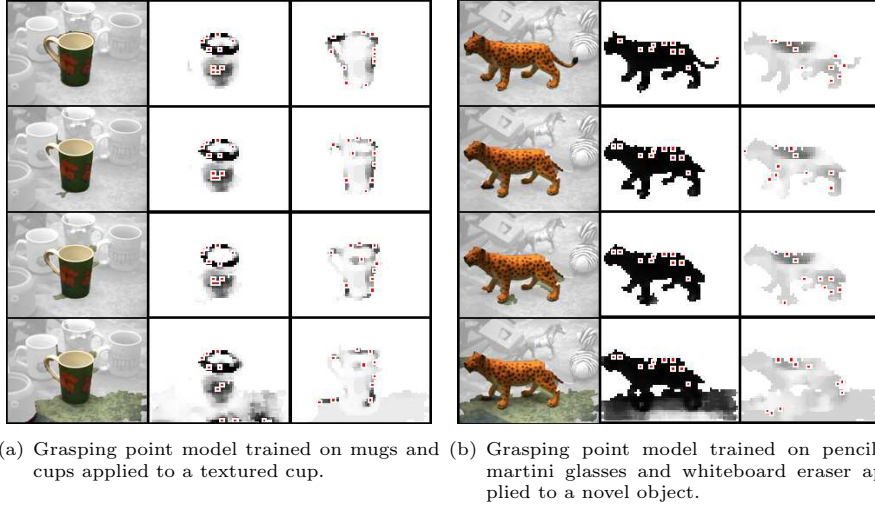 a) Grasping point model trained on mugs and
cups applied to a textured cup.
(b) Grasping point model trained on pencil
martini glasses and whiteboard eraser ap
plied to a novel object.